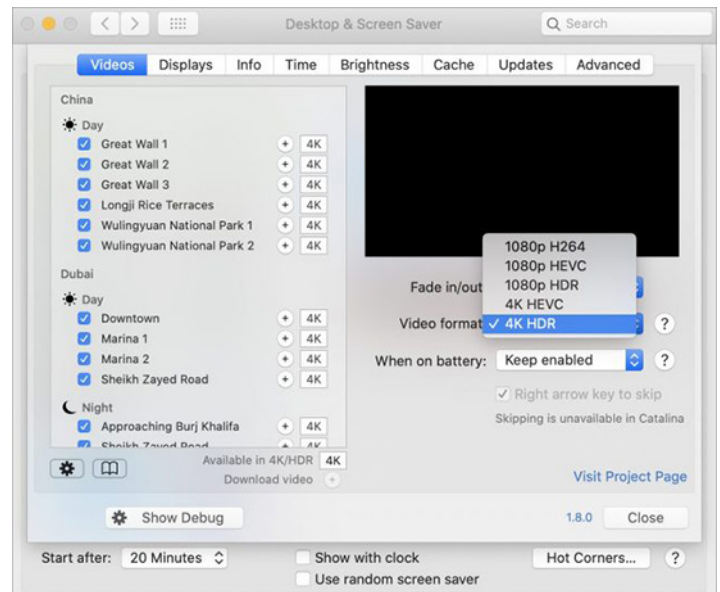 Desktop & Screen Saver
Search
Videos Displays Info Time Brightness Cache Updates Advanced
China
Day
Great Wall 1 + 4K
Great Wall 2 + 4K
Great Wall 3 + 4K
Longji Rice Terraces + 4K
Wulingyuan National Park 1 + 4K
Wulingyuan National Park 2 + 4K
Dubai
Day
Downtown + 4K
Marina 1 + 4K
Marina 2 + 4K
Sheikh Zayed Road + 4K
Night
Approaching Burj Khalifa + 4K
Sheikh Zayed Road + 4K
Available in 4K/HDR 4K
Download video +
1080p H264
1080p HEVC
1080p HDR
4K HEVC
✓ 4K HDR
Fade in/out
Video format
?
When on battery: Keep enabled ?
Right arrow key to skip
Skipping is unavailable in Catalina
Visit Project Page
Show Debug
1.8.0 Close
Start after: 20 Minutes
Show with clock
Use random screen saver
Hot Corners... ?